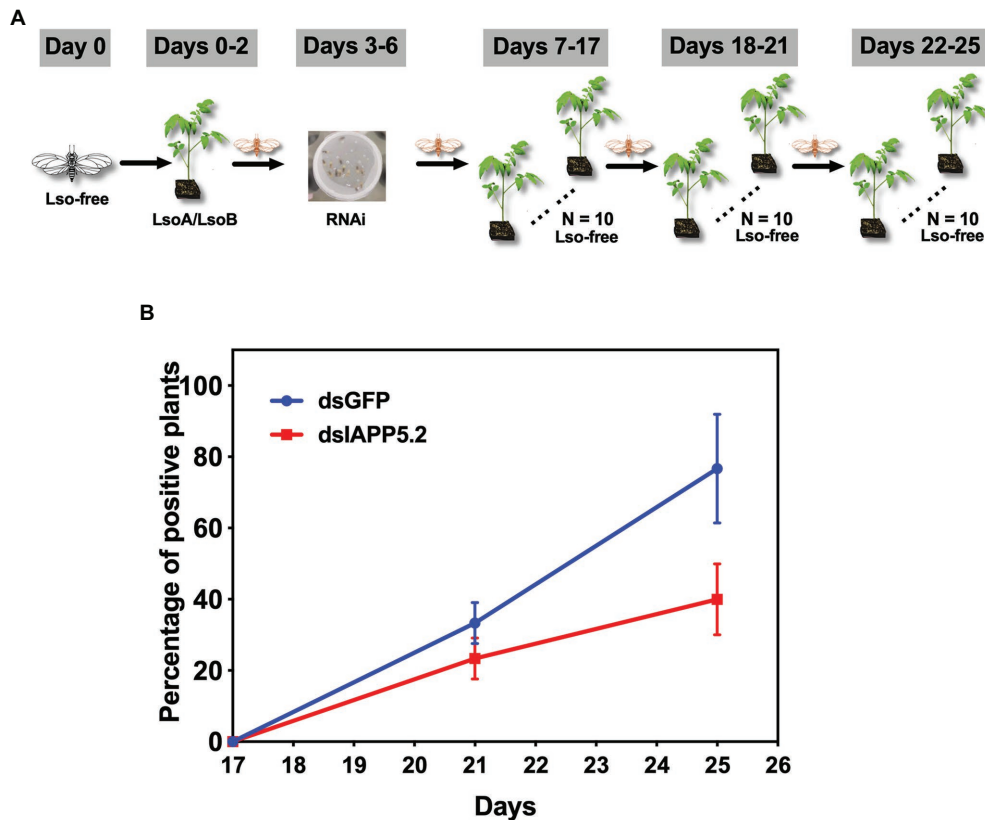 A
Day 0
Days 0-2
Days 3-6
Days 7-17
Days 18-21
Days 22-25
Lso-free
LsoA/LsoB
RNAi
N = 10
Lso-free
N = 10
Lso-free
N = 10
Lso-free
B
Percentage of positive plants
100
80
60
40
20
0
dsGFP
dsIAPP5.2
17 18 19 20 21 22 23 24 25 26
Days